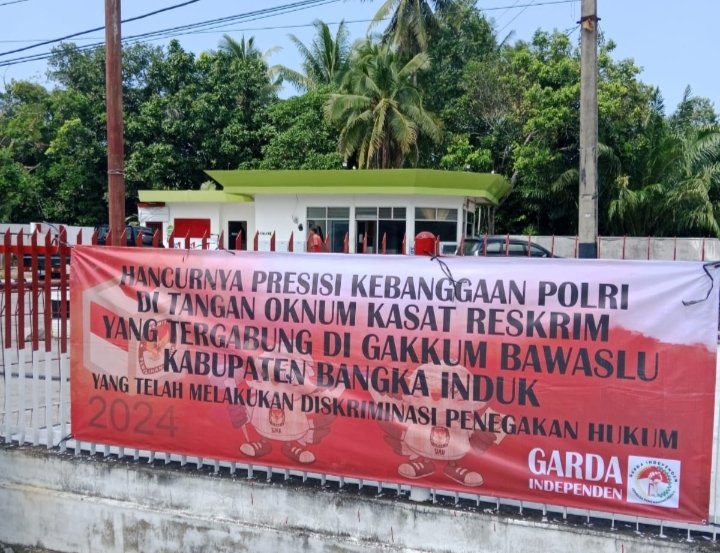 HANCURNYA PRESISI KEBANGGAAN POLRI
DI TANGAN OKNUM KASAT RESKRIM
YANG TERGABUNG DI GAKKUM BAWASLU
KABUPATEN BANGKA INDUK
YANG TELAH MELAKUKAN DISKRIMINASI PENEGAKAN HUKUM
2024
GARDA
INDEPENDEN